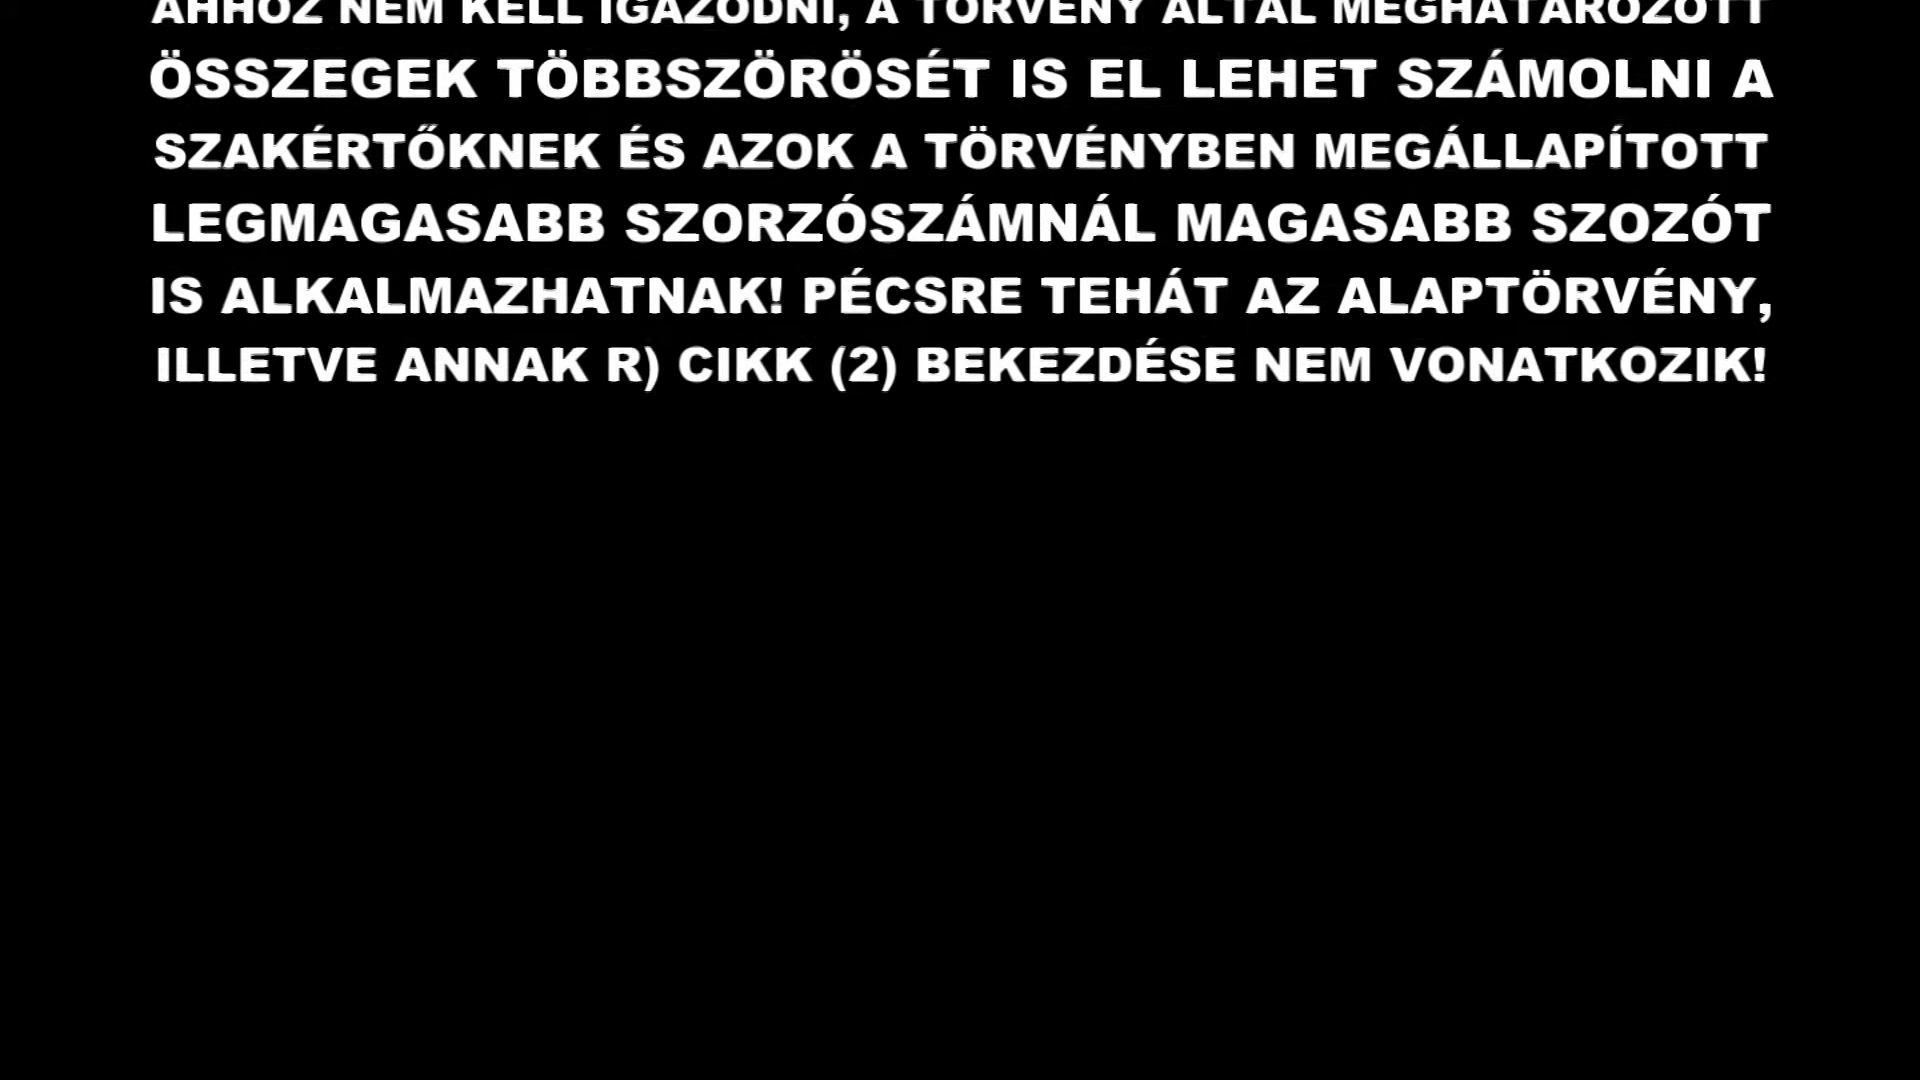 AHHOZ NEM KELL IGAZODNI, A TÖRVÉNY ÁLTAL MEGHATÁROZOTT
ÖSSZEGEK TÖBBSZÖRÖSÉT IS EL LEHET SZÁMOLNI A
SZAKÉRTŐKNEK ÉS AZOK A TÖRVÉNYBEN MEGÁLLAPÍTOTT
LEGMAGASABB SZORZÓSZÁMNÁL MAGASABB SZOZÓT
IS ALKALMAZHATNAK! PÉCSRE TEHÁT AZ ALAPTÖRVÉNY,
ILLETVE ANNAK R) CIKK (2) BEKEZDÉSE NEM VONATKOZIK!